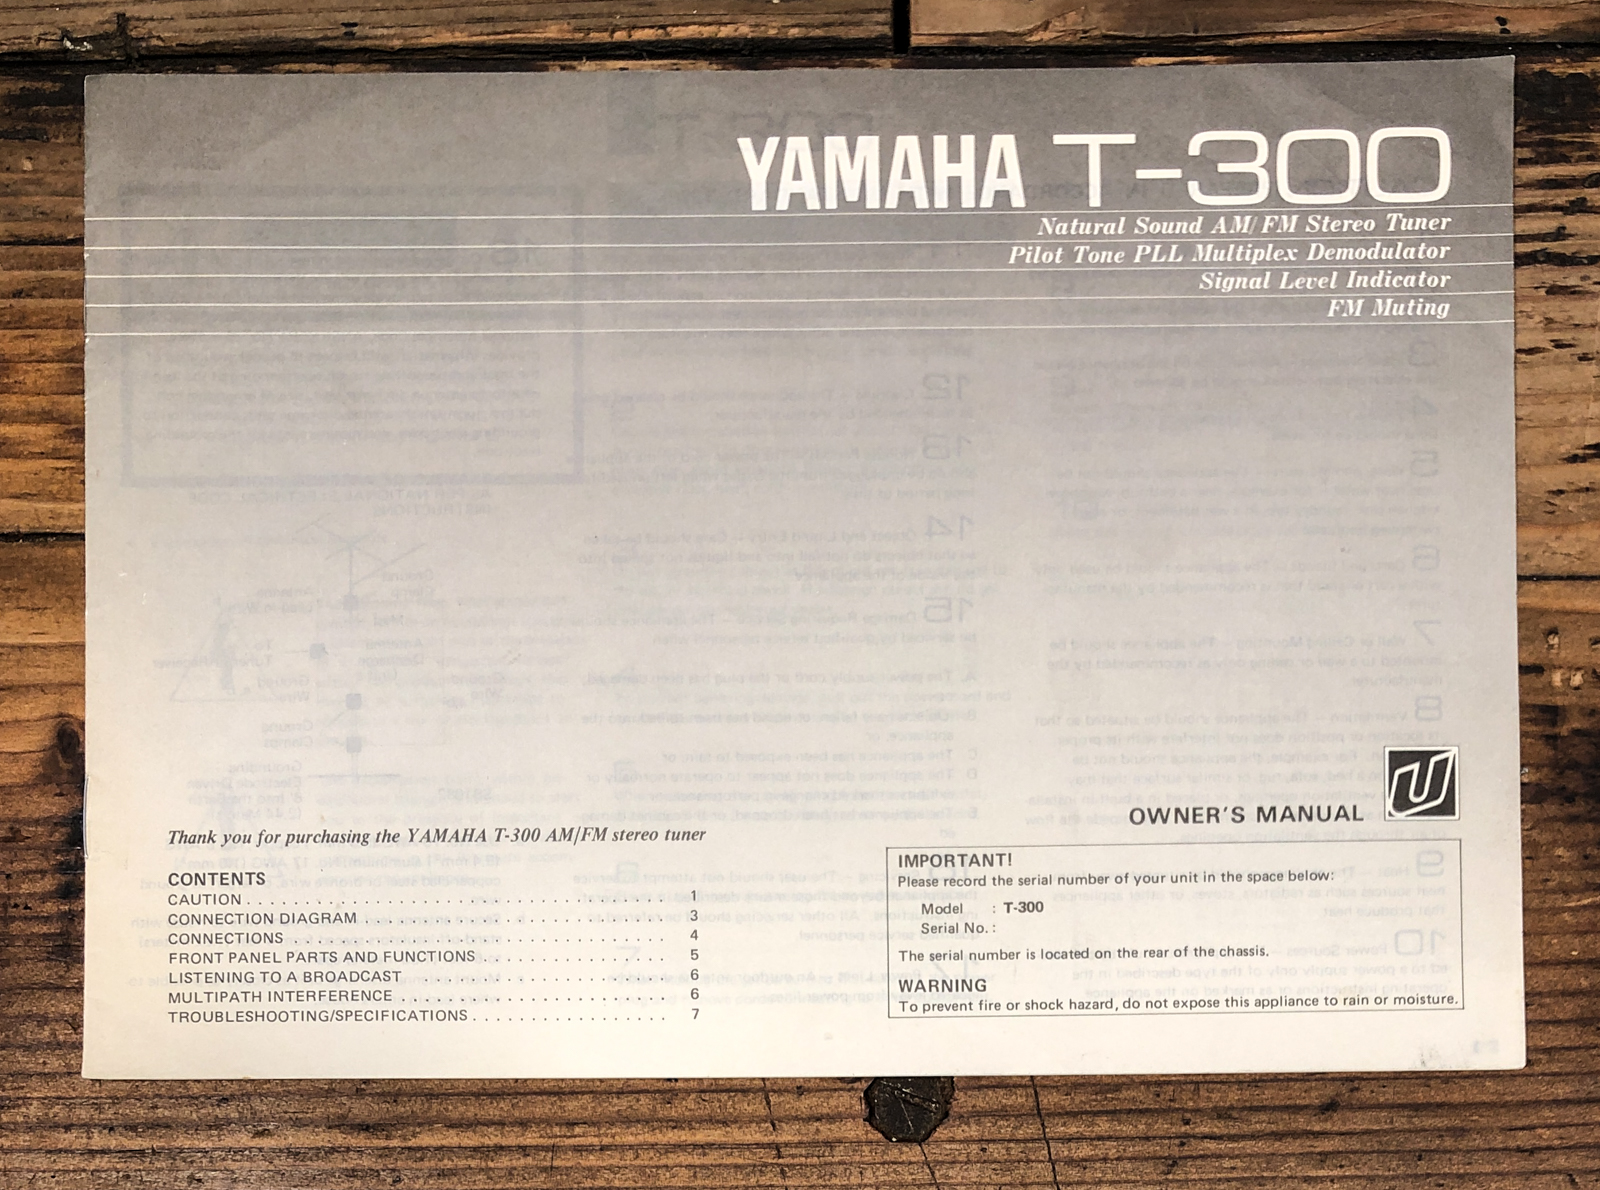 YAMAHA T-300
Natural Sound AM/FM Stereo Tuner
Pilot Tone PLL Multiplex Demodulator
Signal Level Indicator
FM Muting
OWNER'S MANUAL
U
Thank you for purchasing the YAMAHA T-300 AM/FM stereo tuner
CONTENTS
CAUTION . . . . . . . . . . . . . . . . . . . . . . . . . . . . . . . . 1
CONNECTION DIAGRAM . . . . . . . . . . . . . . . . . . . . . . 3
CONNECTIONS . . . . . . . . . . . . . . . . . . . . . . . . . . . . 4
FRONT PANEL PARTS AND FUNCTIONS . . . . . . . . . . . . 5
LISTENING TO A BROADCAST . . . . . . . . . . . . . . . . . . 6
MULTIPATH INTERFERENCE . . . . . . . . . . . . . . . . . . . 6
TROUBLESHOOTING/SPECIFICATIONS . . . . . . . . . . . . . 7
IMPORTANT!
Please record the serial number of your unit in the space below:
Model : T-300
Serial No. :
The serial number is located on the rear of the chassis.
WARNING
To prevent fire or shock hazard, do not expose this appliance to rain or moisture.